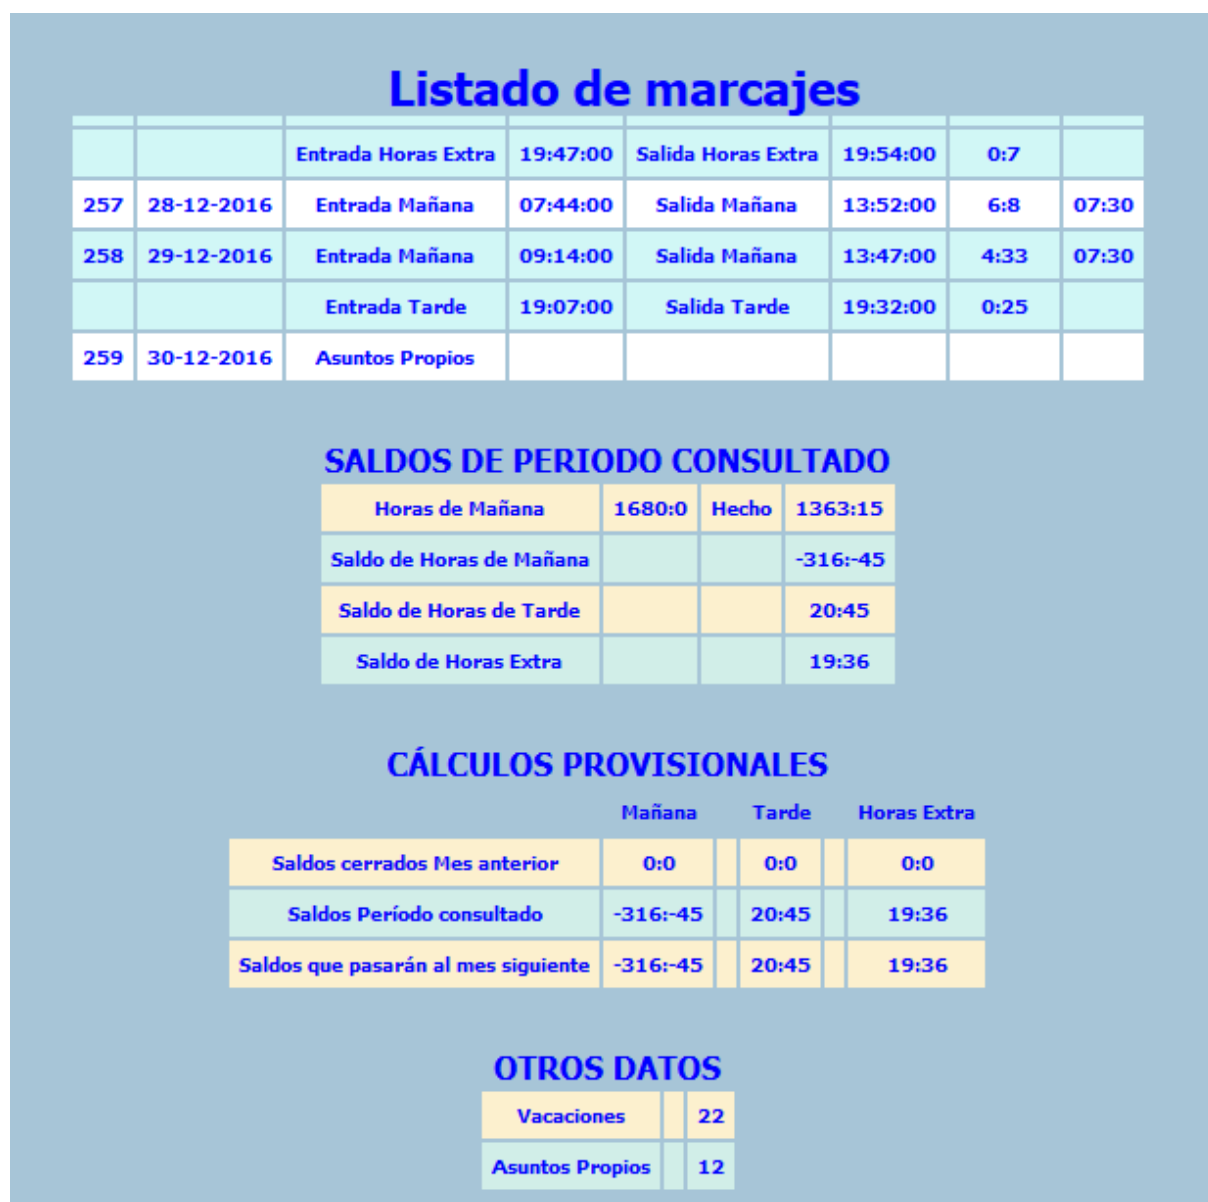 Listado de marcajes
Entrada Horas Extra 19:47:00 Salida Horas Extra 19:54:00 0:7
257 28-12-2016 Entrada Mañana 07:44:00 Salida Mañana 13:52:00 6:8 07:30
258 29-12-2016 Entrada Mañana 09:14:00 Salida Mañana 13:47:00 4:33 07:30
Entrada Tarde 19:07:00 Salida Tarde 19:32:00 0:25
259 30-12-2016 Asuntos Propios
SALDOS DE PERIODO CONSULTADO
Horas de Mañana 1680:0 Hecho 1363:15
Saldo de Horas de Mañana -316:-45
Saldo de Horas de Tarde 20:45
Saldo de Horas Extra 19:36
CÁLCULOS PROVISIONALES
Mañana Tarde Horas Extra
Saldos cerrados Mes anterior 0:0 0:0 0:0
Saldos Período consultado -316:-45 20:45 19:36
Saldos que pasarán al mes siguiente -316:-45 20:45 19:36
OTROS DATOS
Vacaciones 22
Asuntos Propios 12